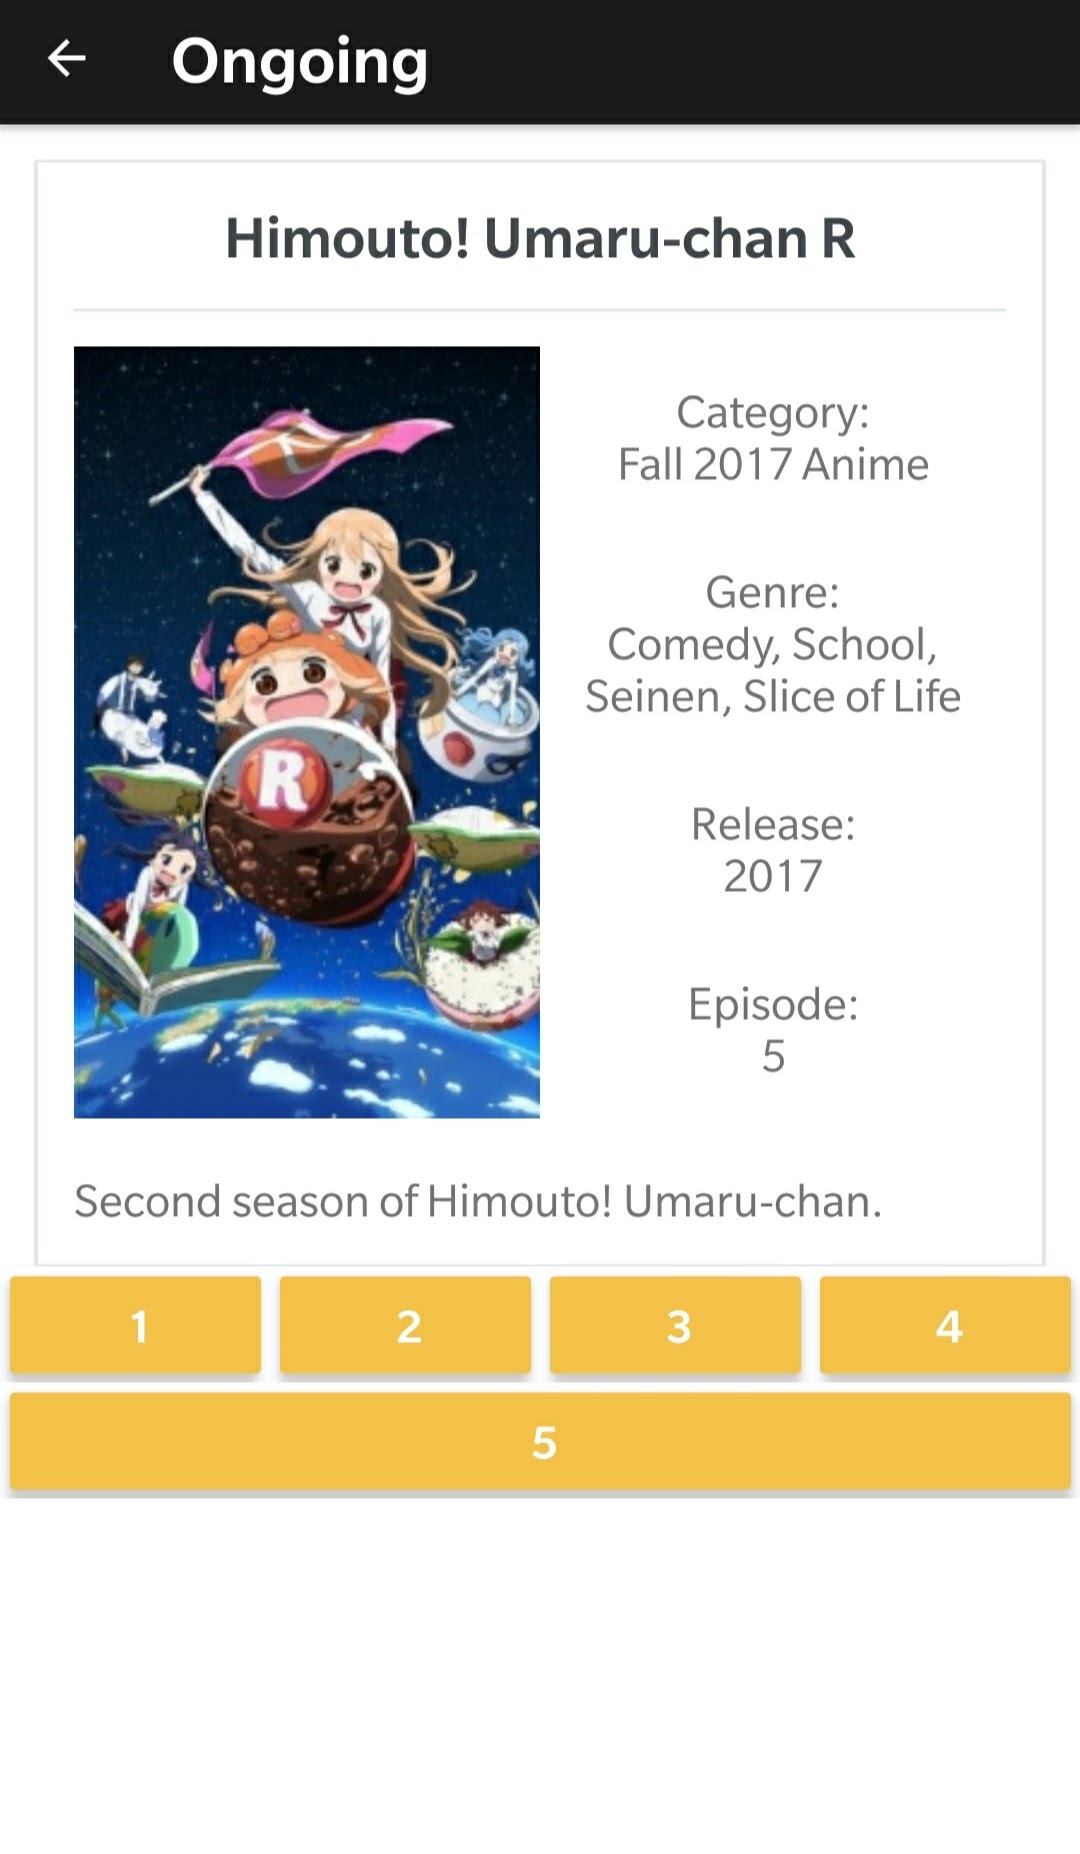 Ongoing
Himouto! Umaru-chan R
R
Category:
Fall 2017 Anime
Genre:
Comedy, School,
Seinen, Slice of Life
Release:
2017
Episode:
5
Second season of Himouto! Umaru-chan.
1
2
3
4
5